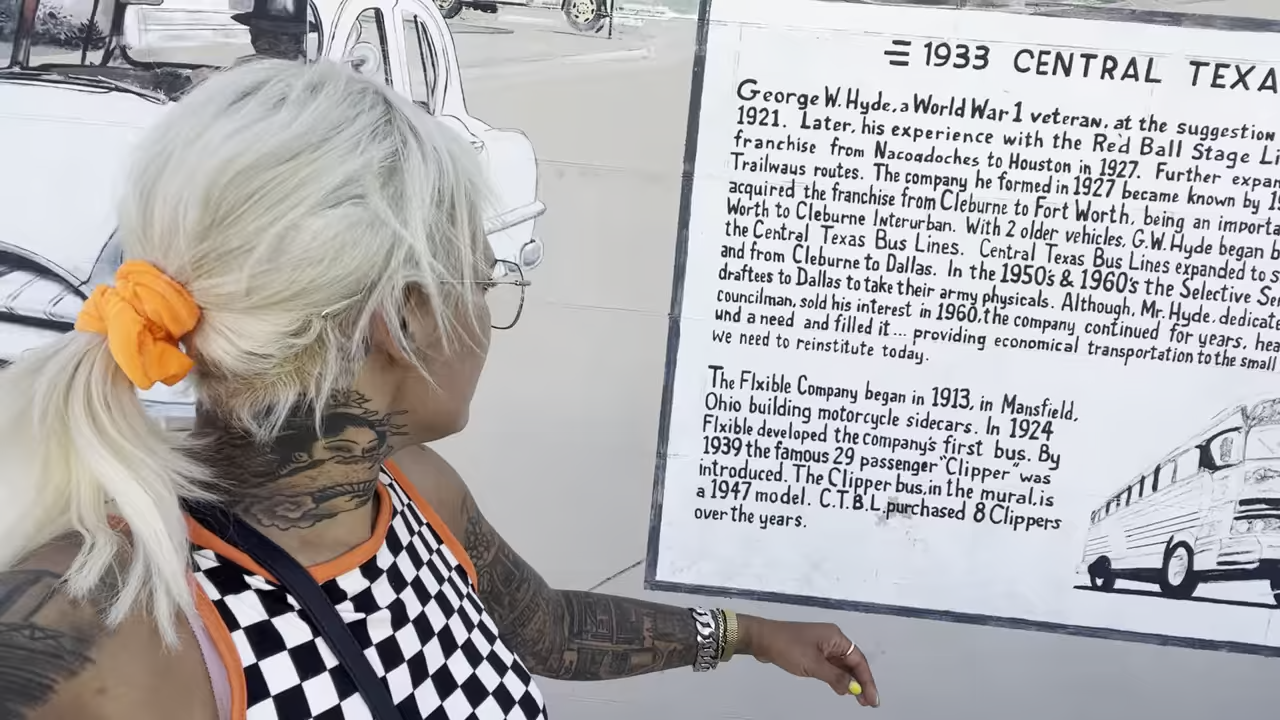 1933 CENTRAL TEXA
George W. Hyde, a World War 1 veteran, at the suggestion
1921. Later, his experience with the Red Ball Stage Li
franchise from Nacogdoches to Houston in 1927. Further expan
Trailways routes. The company he formed in 1927 became known by 19
acquired the franchise from Cleburne to Fort Worth, being an importa
Worth to Cleburne Interurban. With 2 older vehicles, G.W. Hyde began b
the Central Texas Bus Lines. Central Texas Bus Lines expanded to s
and from Cleburne to Dallas. In the 1950's & 1960's the Selective Ser
draftees to Dallas to take their army physicals. Although, Mr. Hyde, dedicate
councilman, sold his interest in 1960, the company continued for years, hea
und a need and filled it... providing economical transportation to the small
we need to reinstitute today.
The Flxible Company began in 1913, in Mansfield,
Ohio building motorcycle sidecars. In 1924
Flxible developed the company's first bus. By
1939 the famous 29 passenger "Clipper" was
introduced. The Clipper bus, in the mural, is
a 1947 model. C.T.B.L. purchased 8 Clippers
over the years.